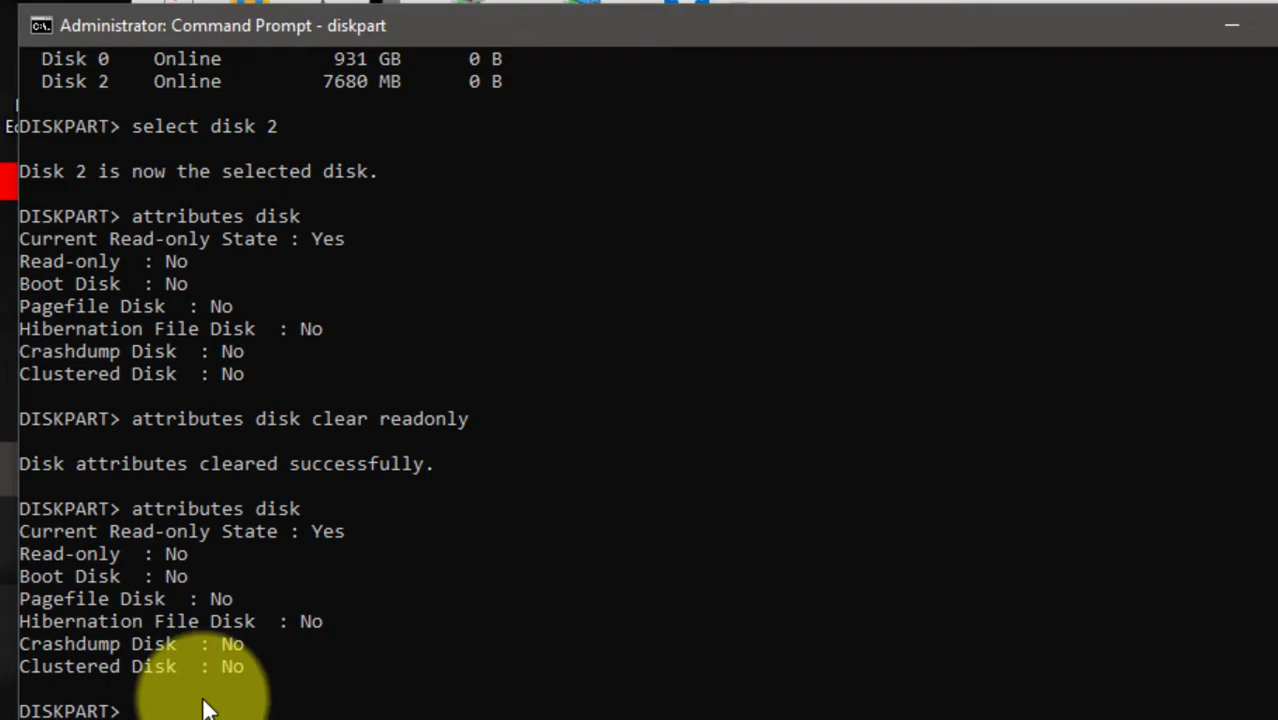 Administrator: Command Prompt - diskpart
Disk 0 Online 931 GB 0 B
Disk 2 Online 7680 MB 0 B
DISKPART> select disk 2
Disk 2 is now the selected disk.
DISKPART> attributes disk
Current Read-only State : Yes
Read-only : No
Boot Disk : No
Pagefile Disk : No
Hibernation File Disk : No
Crashdump Disk : No
Clustered Disk : No
DISKPART> attributes disk clear readonly
Disk attributes cleared successfully.
DISKPART> attributes disk
Current Read-only State : Yes
Read-only : No
Boot Disk : No
Pagefile Disk : No
Hibernation File Disk : No
Crashdump Disk : No
Clustered Disk : No
DISKPART>